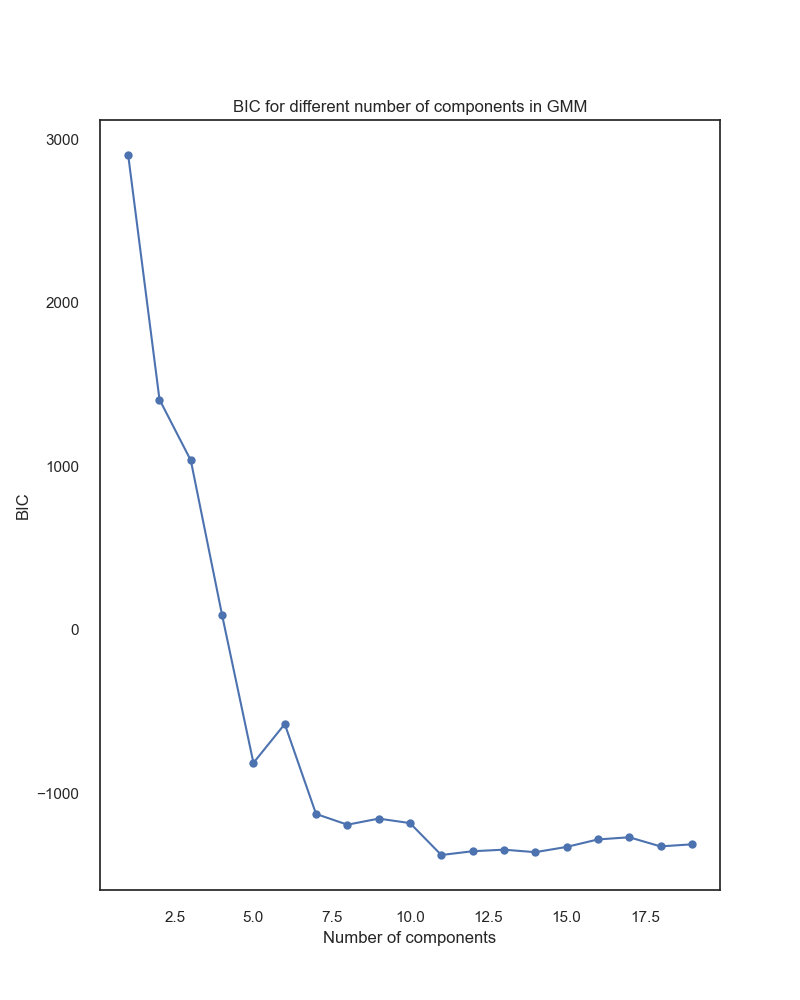 BIC for different number of components in GMM
3000
2000
1000
0
−1000
BIC
2.5 5.0 7.5 10.0 12.5 15.0 17.5
Number of components